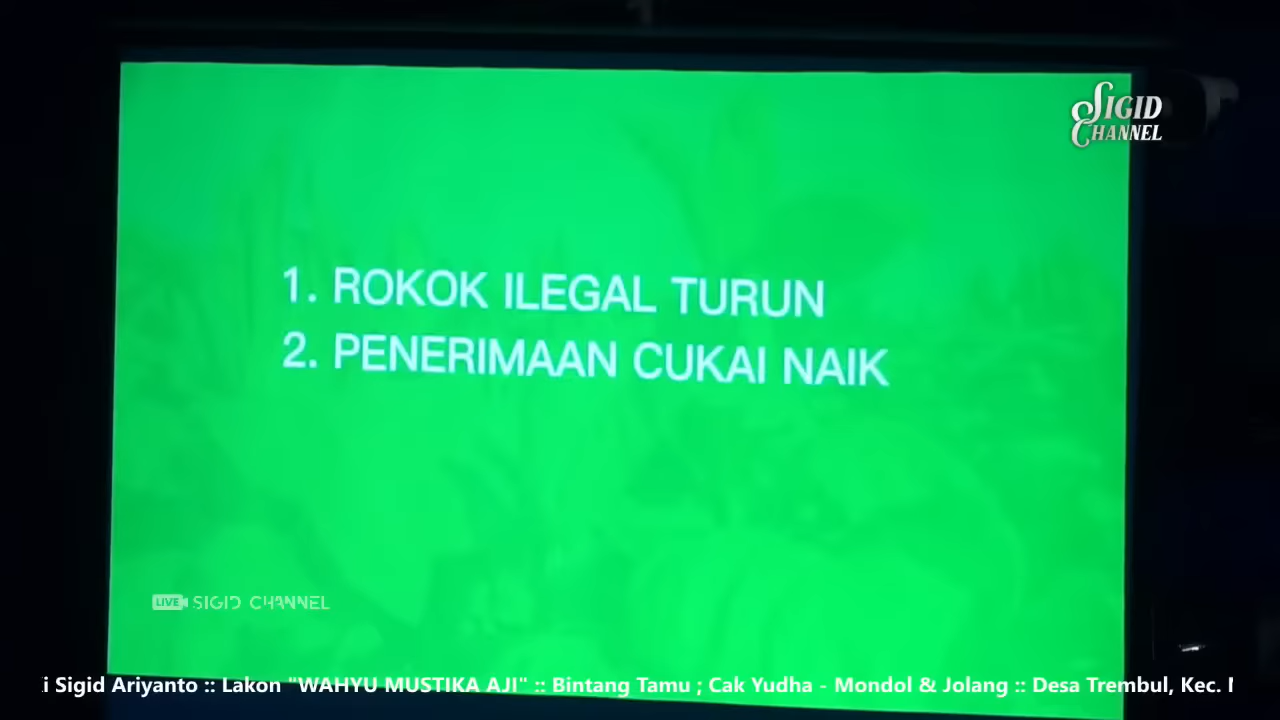 SIGID
CHANNEL
1. ROKOK ILEGAL TURUN
2. PENERIMAAN CUKAI NAIK
LIVE SIGID CHANNEL
i Sigid Ariyanto :: Lakon "WAHYU MUSTIKA AJI" :: Bintang Tamu ; Cak Yudha - Mondol & Jolang :: Desa Trembul, Kec.